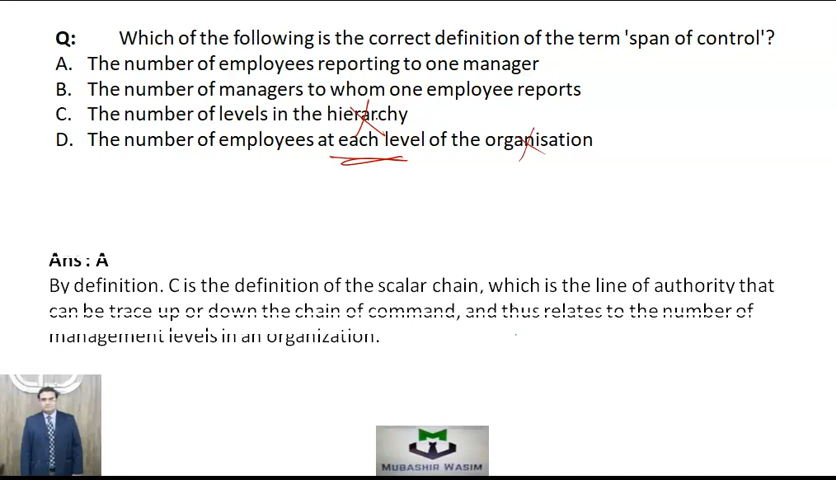 Q: Which of the following is the correct definition of the term 'span of control'?
A. The number of employees reporting to one manager
B. The number of managers to whom one employee reports
C. The number of levels in the hierarchy
D. The number of employees at each level of the organisation
Ans: A
By definition. C is the definition of the scalar chain, which is the line of authority that
can be trace up or down the chain of command, and thus relates to the number of
management levels in an organization.
MUBASHIR WASIM